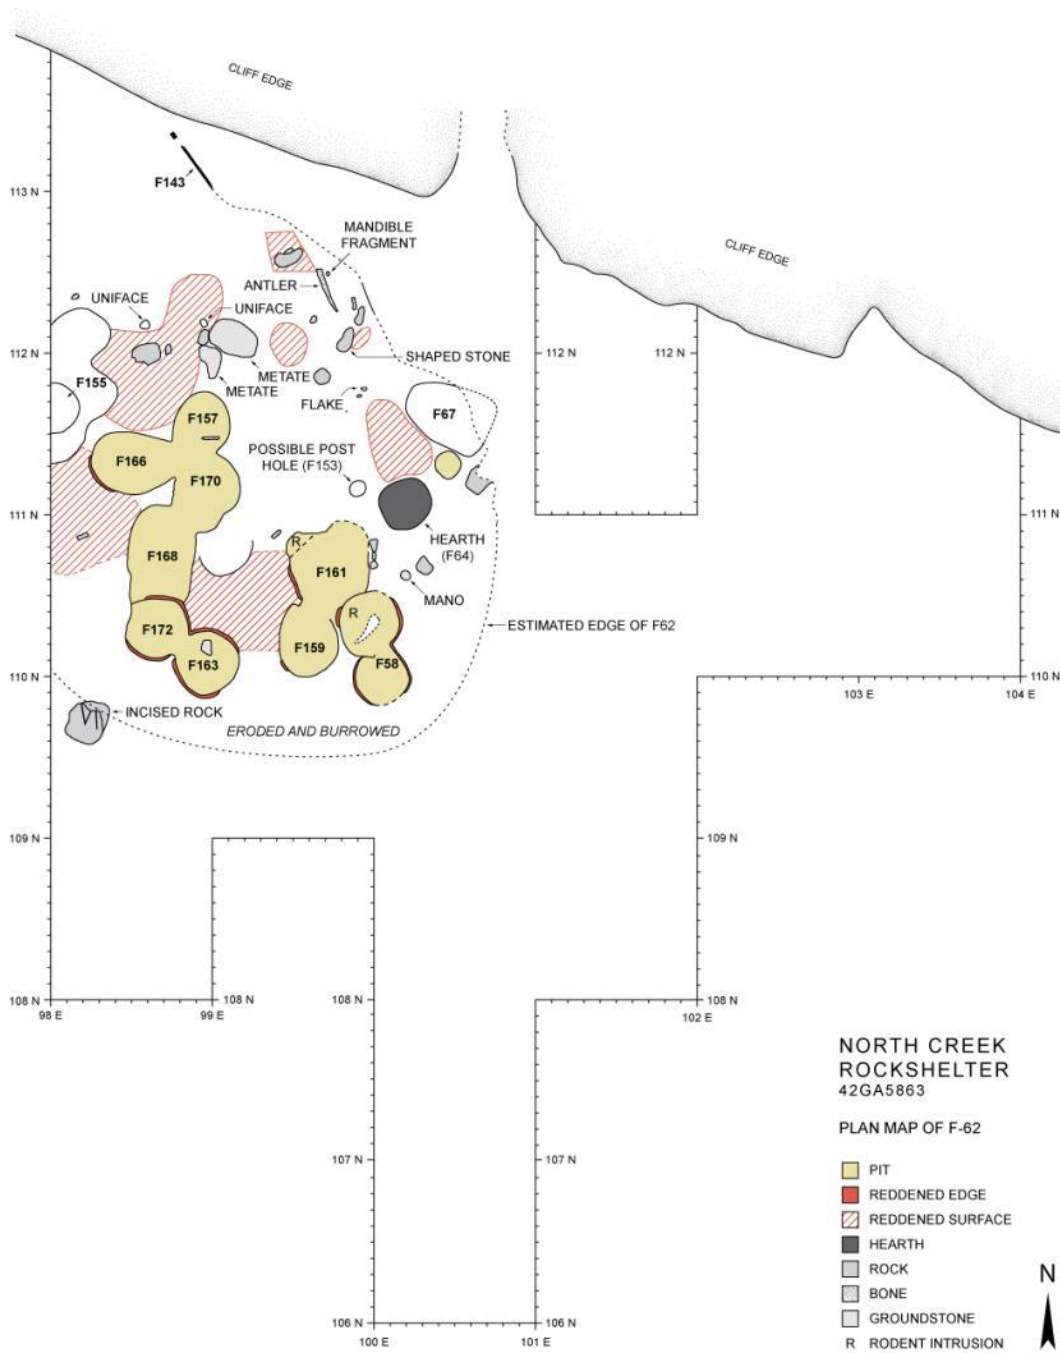 CLIFF EDGE
F143
113 N
MANDIBLE
FRAGMENT
CLIFF EDGE
ANTLER
UNIFACE
UNIFACE
112 N
112 N
112 N
SHAPED STONE
F155
METATE
METATE
FLAKE
F157
F67
POSSIBLE POST
HOLE (F153)
F166
F170
111 N
111 N
HEARTH
(F64)
R
F168
F161
MANO
R
ESTIMATED EDGE OF F62
F172
F159
F163
F58
110 N
110 N
103 E
104 E
INCISED ROCK
ERODED AND BURROWED
109 N
109 N
108 N
108 N
108 N
108 N
98 E
99 E
102 E
NORTH CREEK
ROCKSHELTER
42GA5863
PLAN MAP OF F-62
107 N
107 N
PIT
REDDENED EDGE
REDDENED SURFACE
HEARTH
ROCK
BONE
GROUNDSTONE
R RODENT INTRUSION
N
106 N
106 N
100 E
101 E